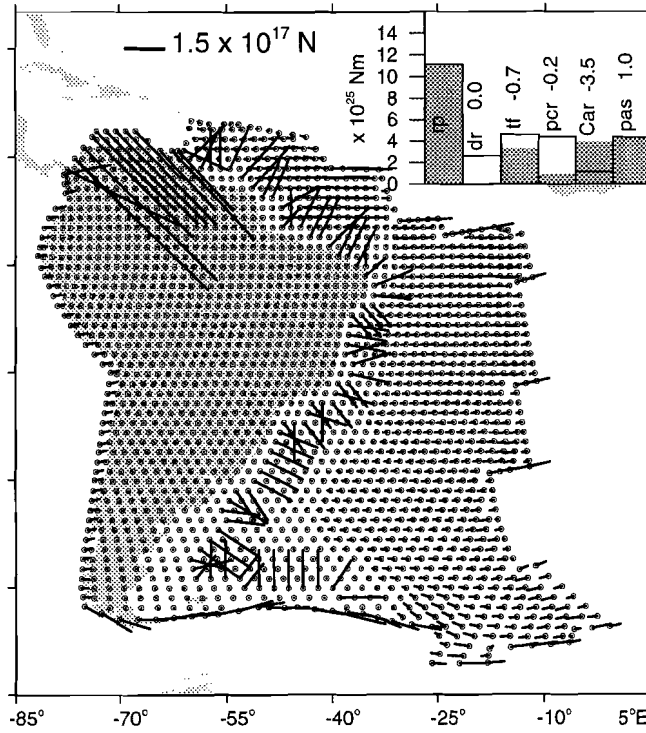 1.5 x 10¹⁷ N
x 10²⁵ Nm
14
12
10
8
6
4
2
0
rp
dr 0.0
tf -0.7
pcr -0.2
Car -3.5
pas 1.0
-85° -70° -55° -40° -25° -10° 5°E